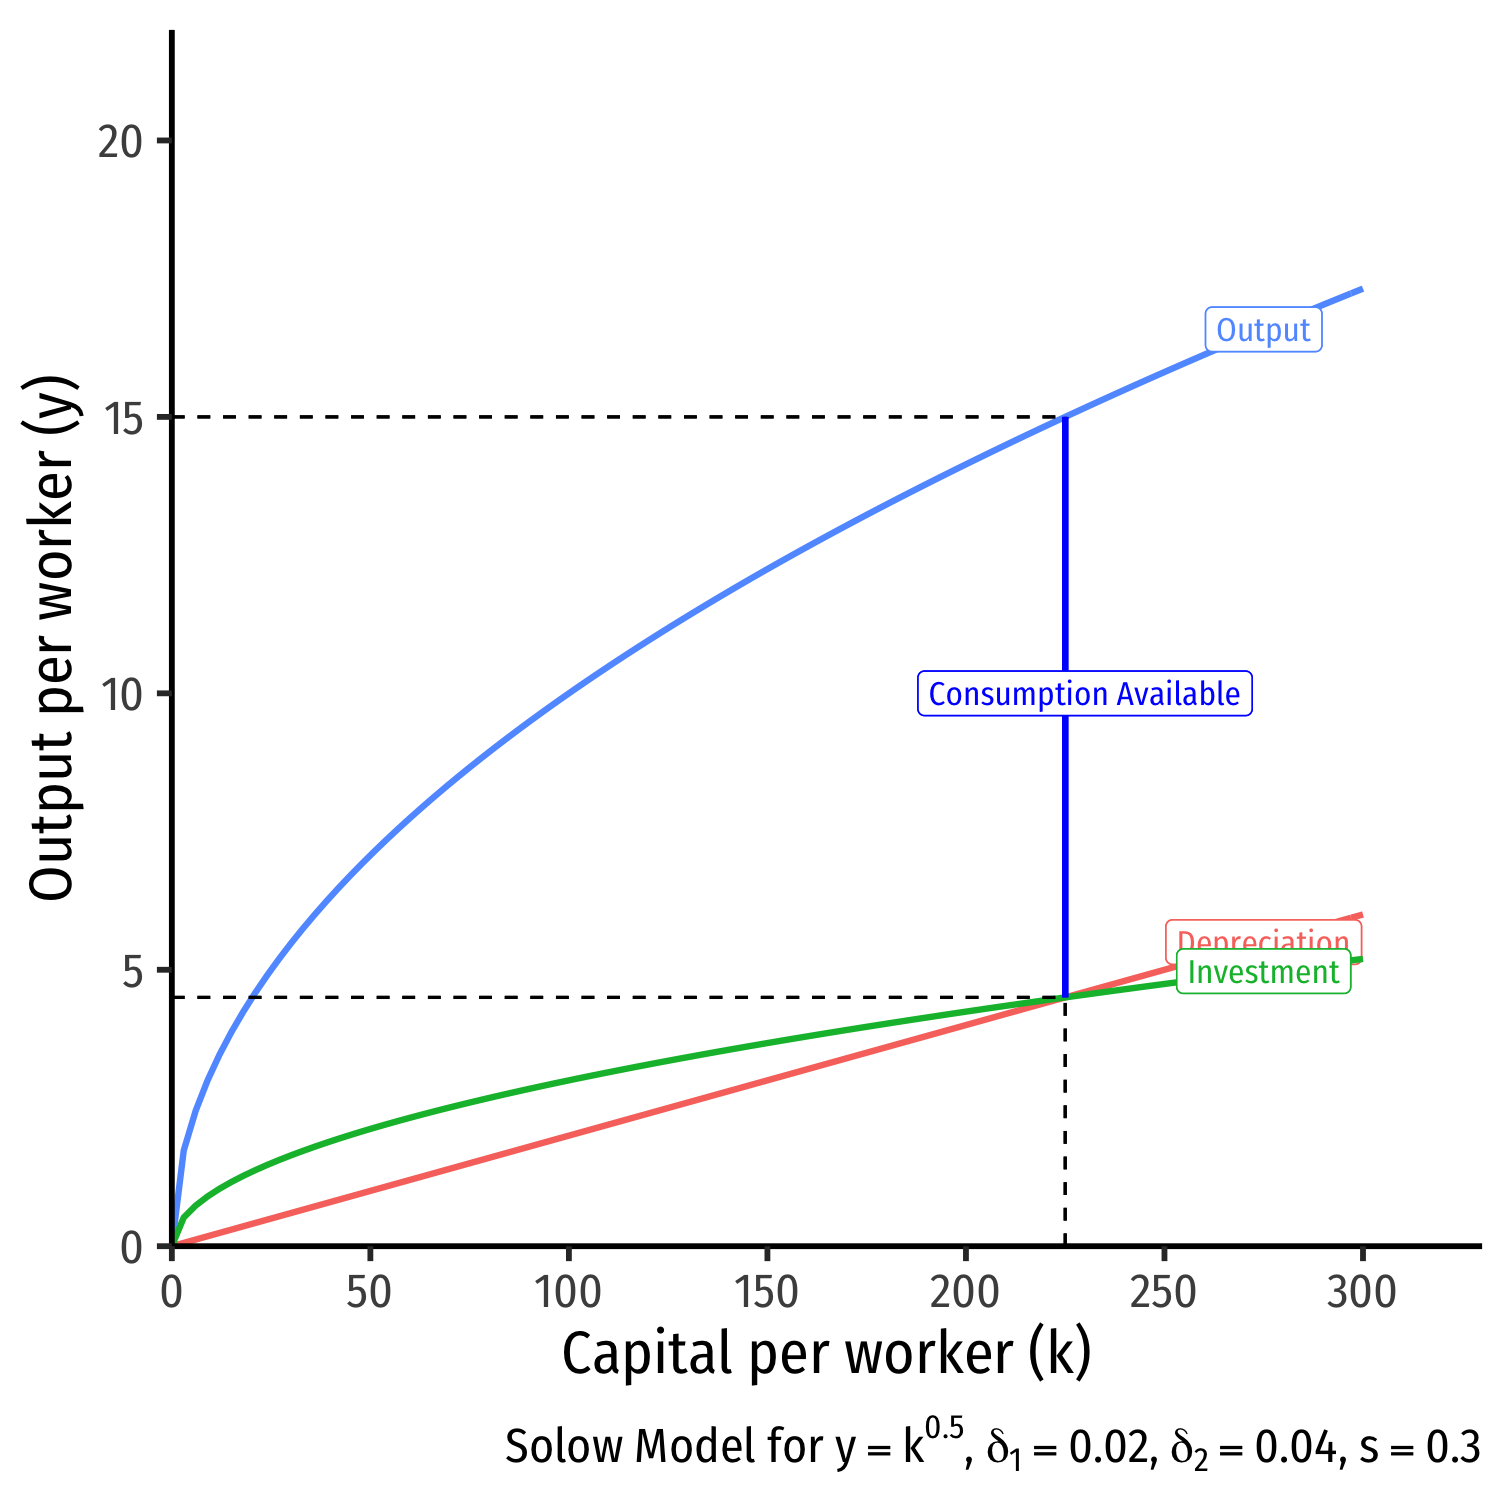 Output per worker (y)
20
15
10
5
0
Output
Consumption Available
Depreciation
Investment
0 50 100 150 200 250 300
Capital per worker (k)
Solow Model for y = k^0.5, δ₁ = 0.02, δ₂ = 0.04, s = 0.3